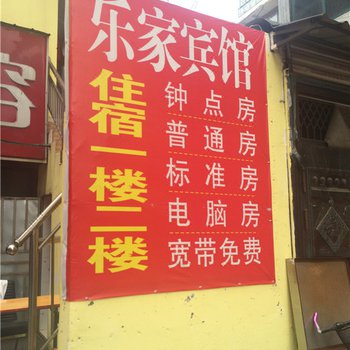 乐家宾馆
住宿一楼二楼
钟点房
普通房
标准房
电脑房
宽带免费